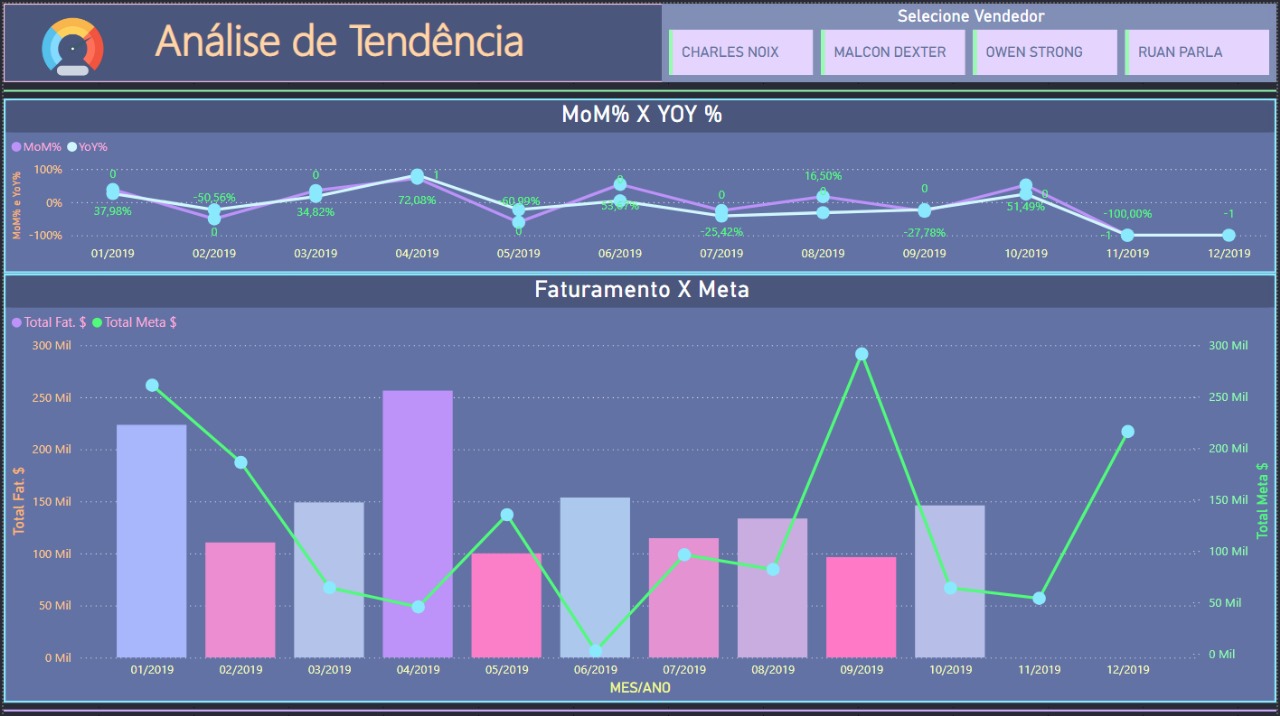 Análise de Tendência
Selecione Vendedor
CHARLES NOIX
MALCON DEXTER
OWEN STRONG
RUAN PARLA
MoM% X YOY %
MoM% YoY%
MoM% e YoY%
100%
0%
-100%
0
-50,56%
0
1
-60,99%
0
0
16,50%
0
0
0
-100,00%
-1
37,98%
0
34,82%
72,08%
0
-25,42%
-27,78%
51,49%
-1
01/2019 02/2019 03/2019 04/2019 05/2019 06/2019 07/2019 08/2019 09/2019 10/2019 11/2019 12/2019
Faturamento X Meta
Total Fat. $ Total Meta $
Total Fat. $
300 Mil
250 Mil
200 Mil
150 Mil
100 Mil
50 Mil
0 Mil
300 Mil
250 Mil
200 Mil
150 Mil
100 Mil
50 Mil
0 Mil
Total Meta $
01/2019 02/2019 03/2019 04/2019 05/2019 06/2019 07/2019 08/2019 09/2019 10/2019 11/2019 12/2019
MES/ANO